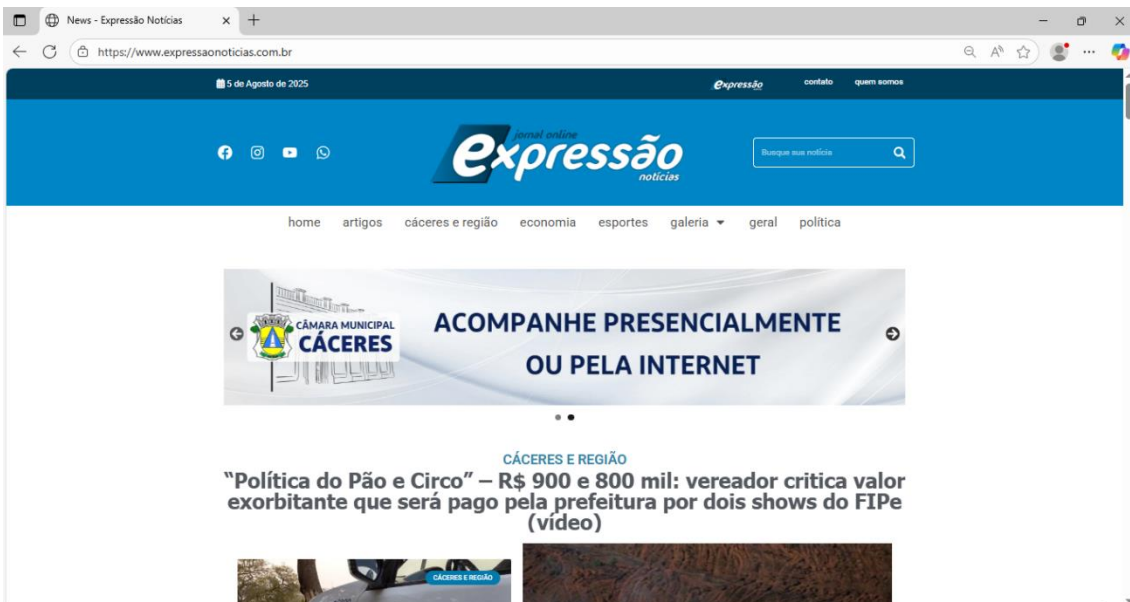 News - Expressão Notícias
https://www.expressaonoticias.com.br
5 de Agosto de 2025
expressão
contato
quem somos
jornal online
expressão
notícias
Busque sua notícia
home artigos cáceres e região economia esportes galeria geral política
CÂMARA MUNICIPAL
CÁCERES
ACOMPANHE PRESENCIALMENTE
OU PELA INTERNET
CÁCERES E REGIÃO
“Política do Pão e Circo” – R$ 900 e 800 mil: vereador critica valor
exorbitante que será pago pela prefeitura por dois shows do FIPe
(vídeo)
CÁCERES E REGIÃO